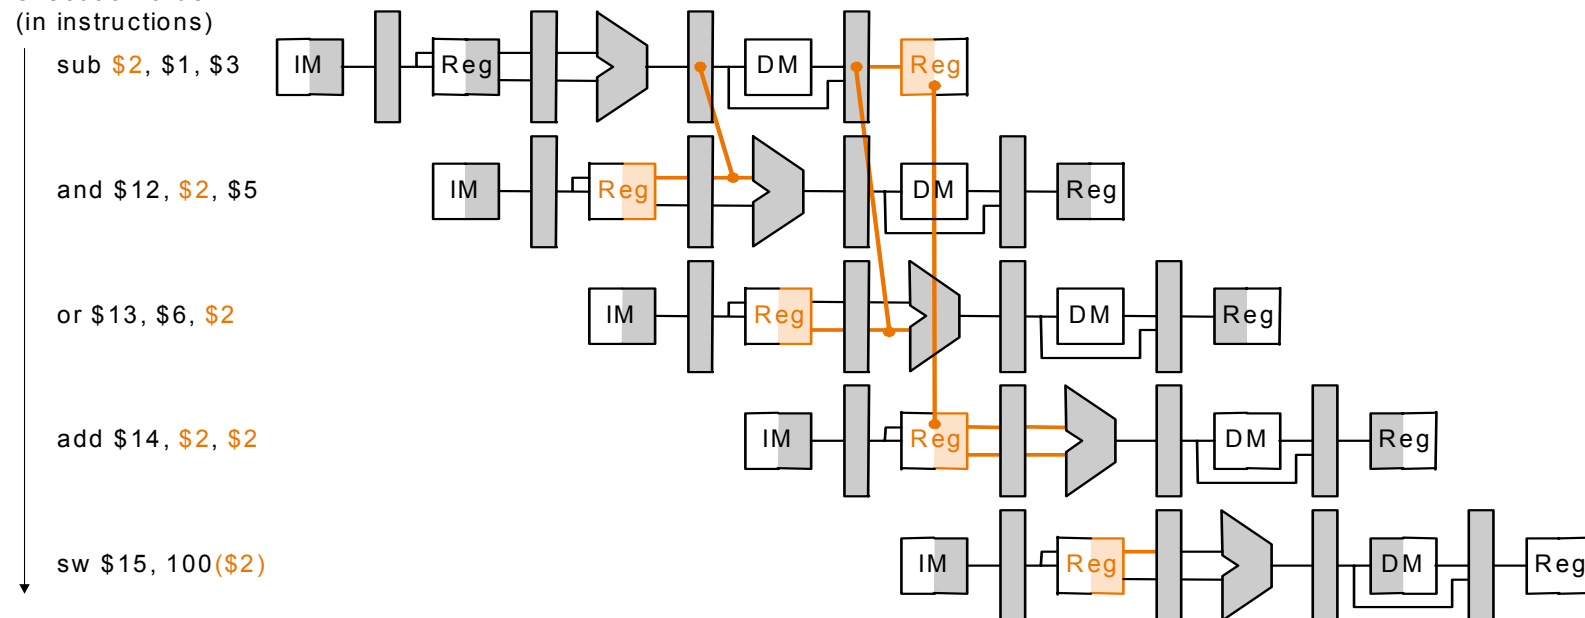 (in instructions)
sub $2, $1, $3 IM Reg DM Reg
and $12, $2, $5 IM Reg DM Reg
or $13, $6, $2 IM Reg DM Reg
add $14, $2, $2 IM Reg DM Reg
sw $15, 100($2) IM Reg DM Reg